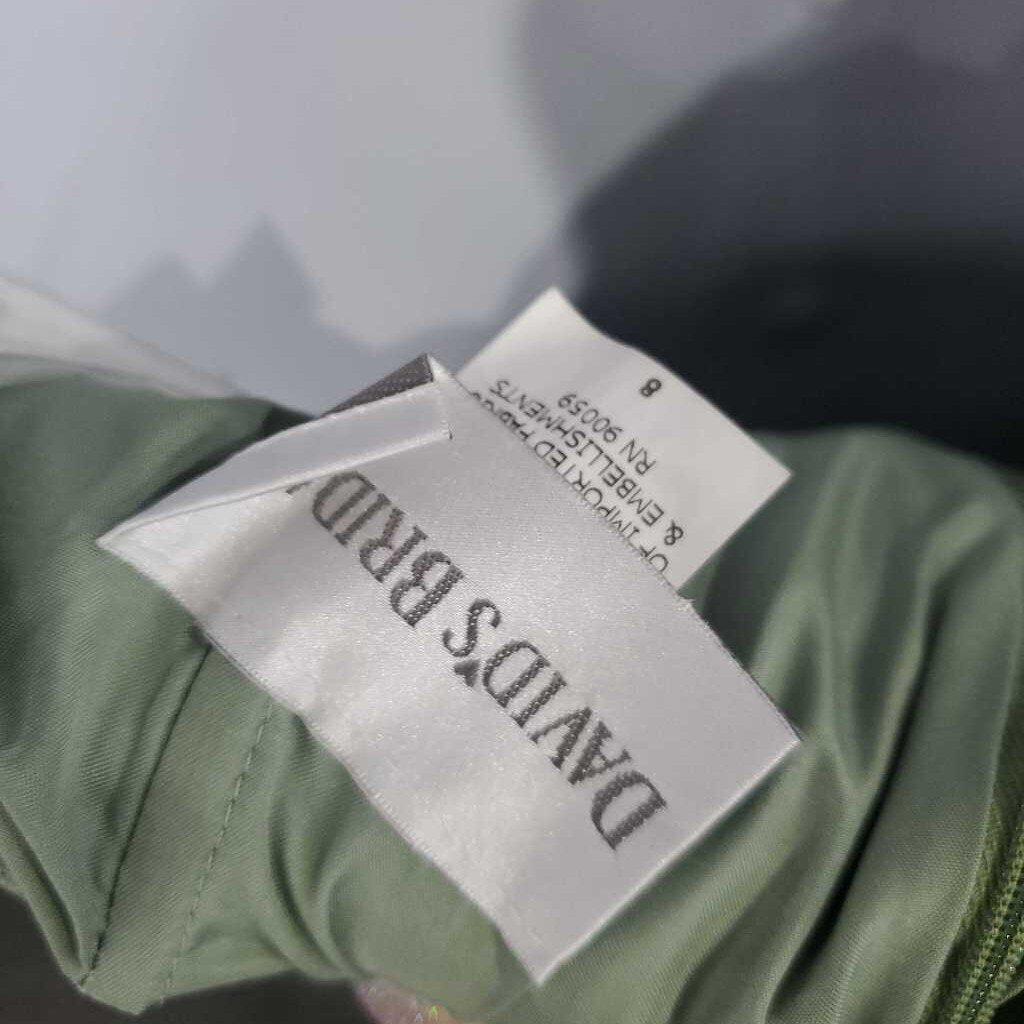 DAVID'S BRID
OF IMPORTED
& EMBELLISHMENTS
RN 90059
8